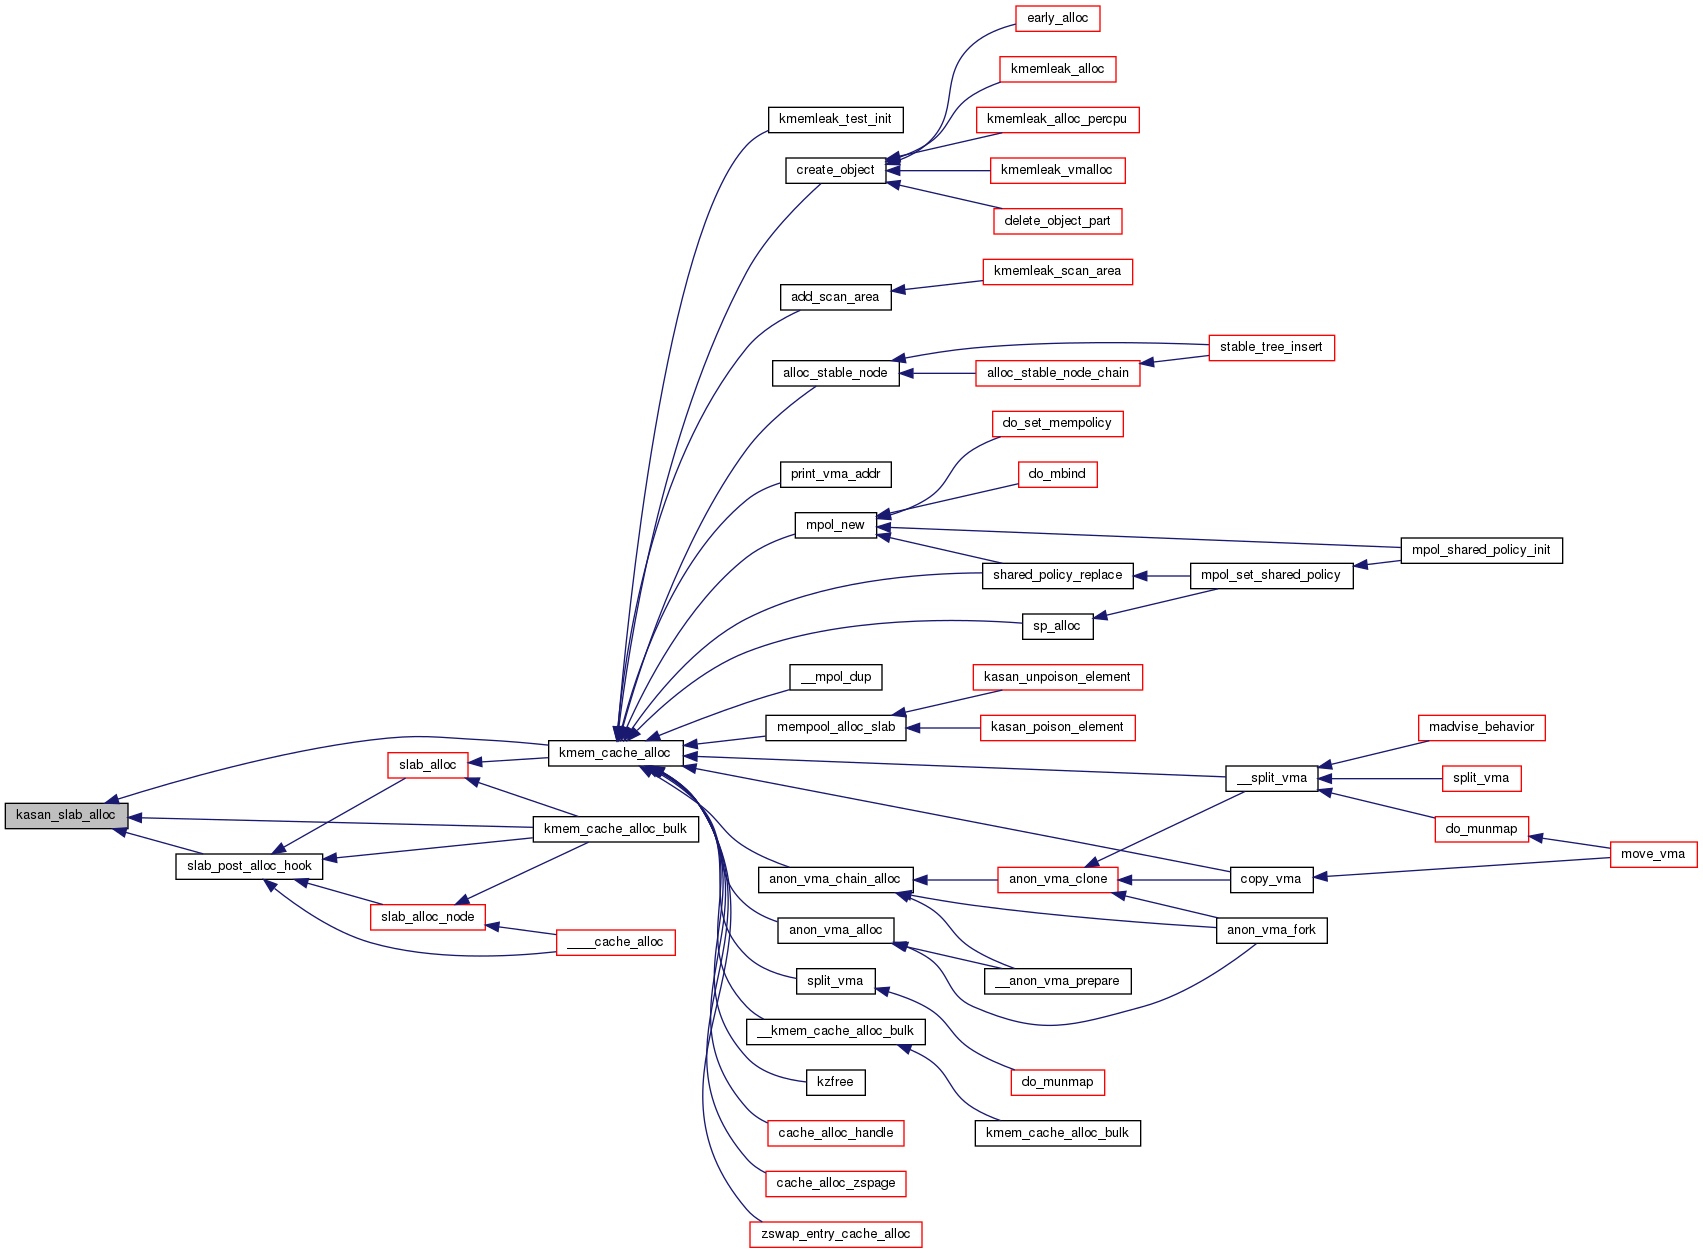 early_alloc
kmemleak_alloc
kmemleak_test_init
kmemleak_alloc_percpu
create_object
kmemleak_vmalloc
delete_object_part
kmemleak_scan_area
add_scan_area
stable_tree_insert
alloc_stable_node
alloc_stable_node_chain
do_set_mempolicy
print_vma_addr
do_mbind
mpol_new
mpol_shared_policy_init
shared_policy_replace
mpol_set_shared_policy
sp_alloc
__mpol_dup
kasan_unpoison_element
mempool_alloc_slab
kasan_poison_element
madvise_behavior
kmem_cache_alloc
slab_alloc
__split_vma
split_vma
kasan_slab_alloc
kmem_cache_alloc_bulk
do_munmap
move_vma
slab_post_alloc_hook
anon_vma_chain_alloc
anon_vma_clone
copy_vma
slab_alloc_node
anon_vma_alloc
anon_vma_fork
____cache_alloc
split_vma
__anon_vma_prepare
__kmem_cache_alloc_bulk
kzfree
do_munmap
cache_alloc_handle
kmem_cache_alloc_bulk
cache_alloc_zspage
zswap_entry_cache_alloc